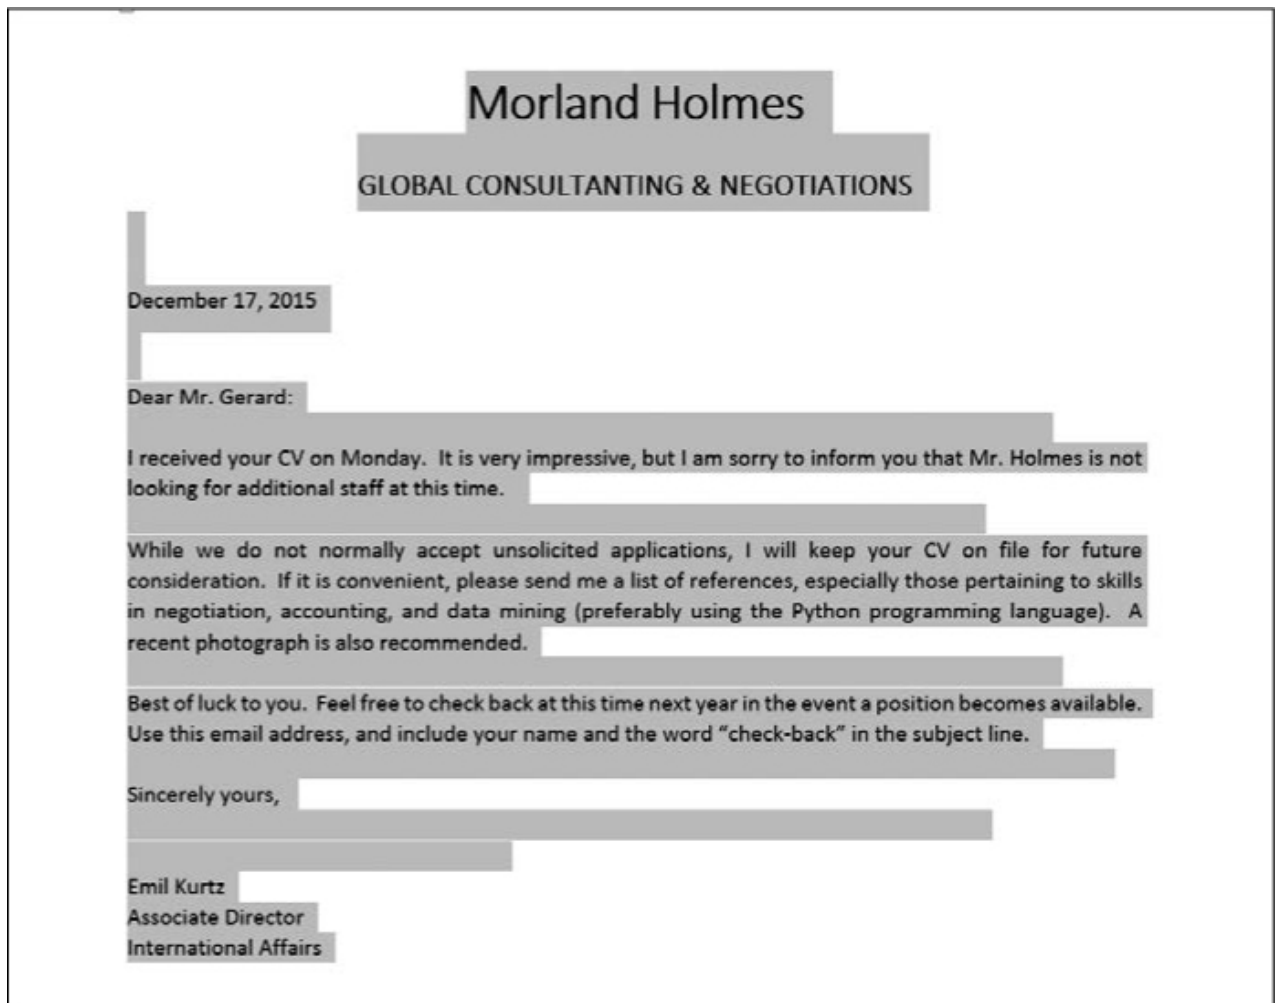 Morland Holmes
GLOBAL CONSULTANTING & NEGOTIATIONS
December 17, 2015
Dear Mr. Gerard:
I received your CV on Monday.  It is very impressive, but I am sorry to inform you that Mr. Holmes is not
looking for additional staff at this time.
While we do not normally accept unsolicited applications, I will keep your CV on file for future
consideration.  If it is convenient, please send me a list of references, especially those pertaining to skills
in negotiation, accounting, and data mining (preferably using the Python programming language).  A
recent photograph is also recommended.
Best of luck to you.  Feel free to check back at this time next year in the event a position becomes available.
Use this email address, and include your name and the word “check-back” in the subject line.
Sincerely yours,
Emil Kurtz
Associate Director
International Affairs